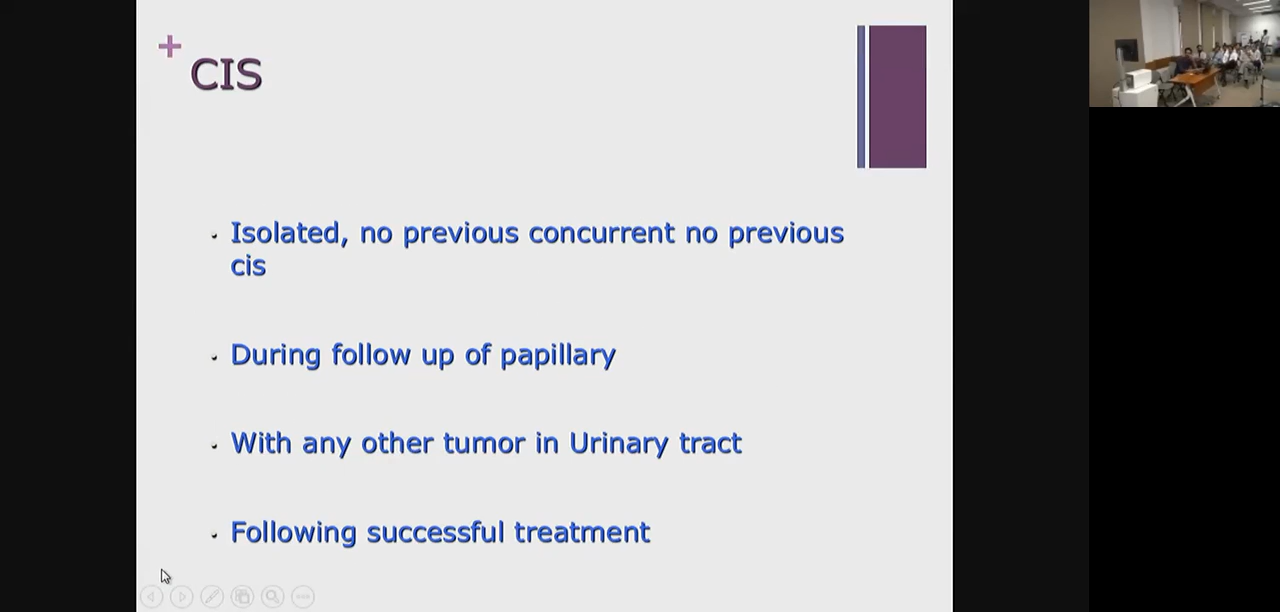 +
CIS
Isolated, no previous concurrent no previous
cis
During follow up of papillary
With any other tumor in Urinary tract
Following successful treatment